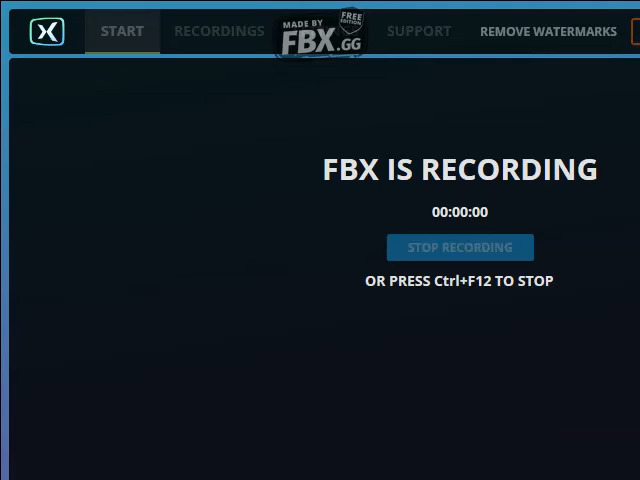 START
RECORDINGS
SUPPORT
REMOVE WATERMARKS
MADE BY
FREE
EDITION
FBX.GG
FBX IS RECORDING
00:00:00
STOP RECORDING
OR PRESS Ctrl+F12 TO STOP